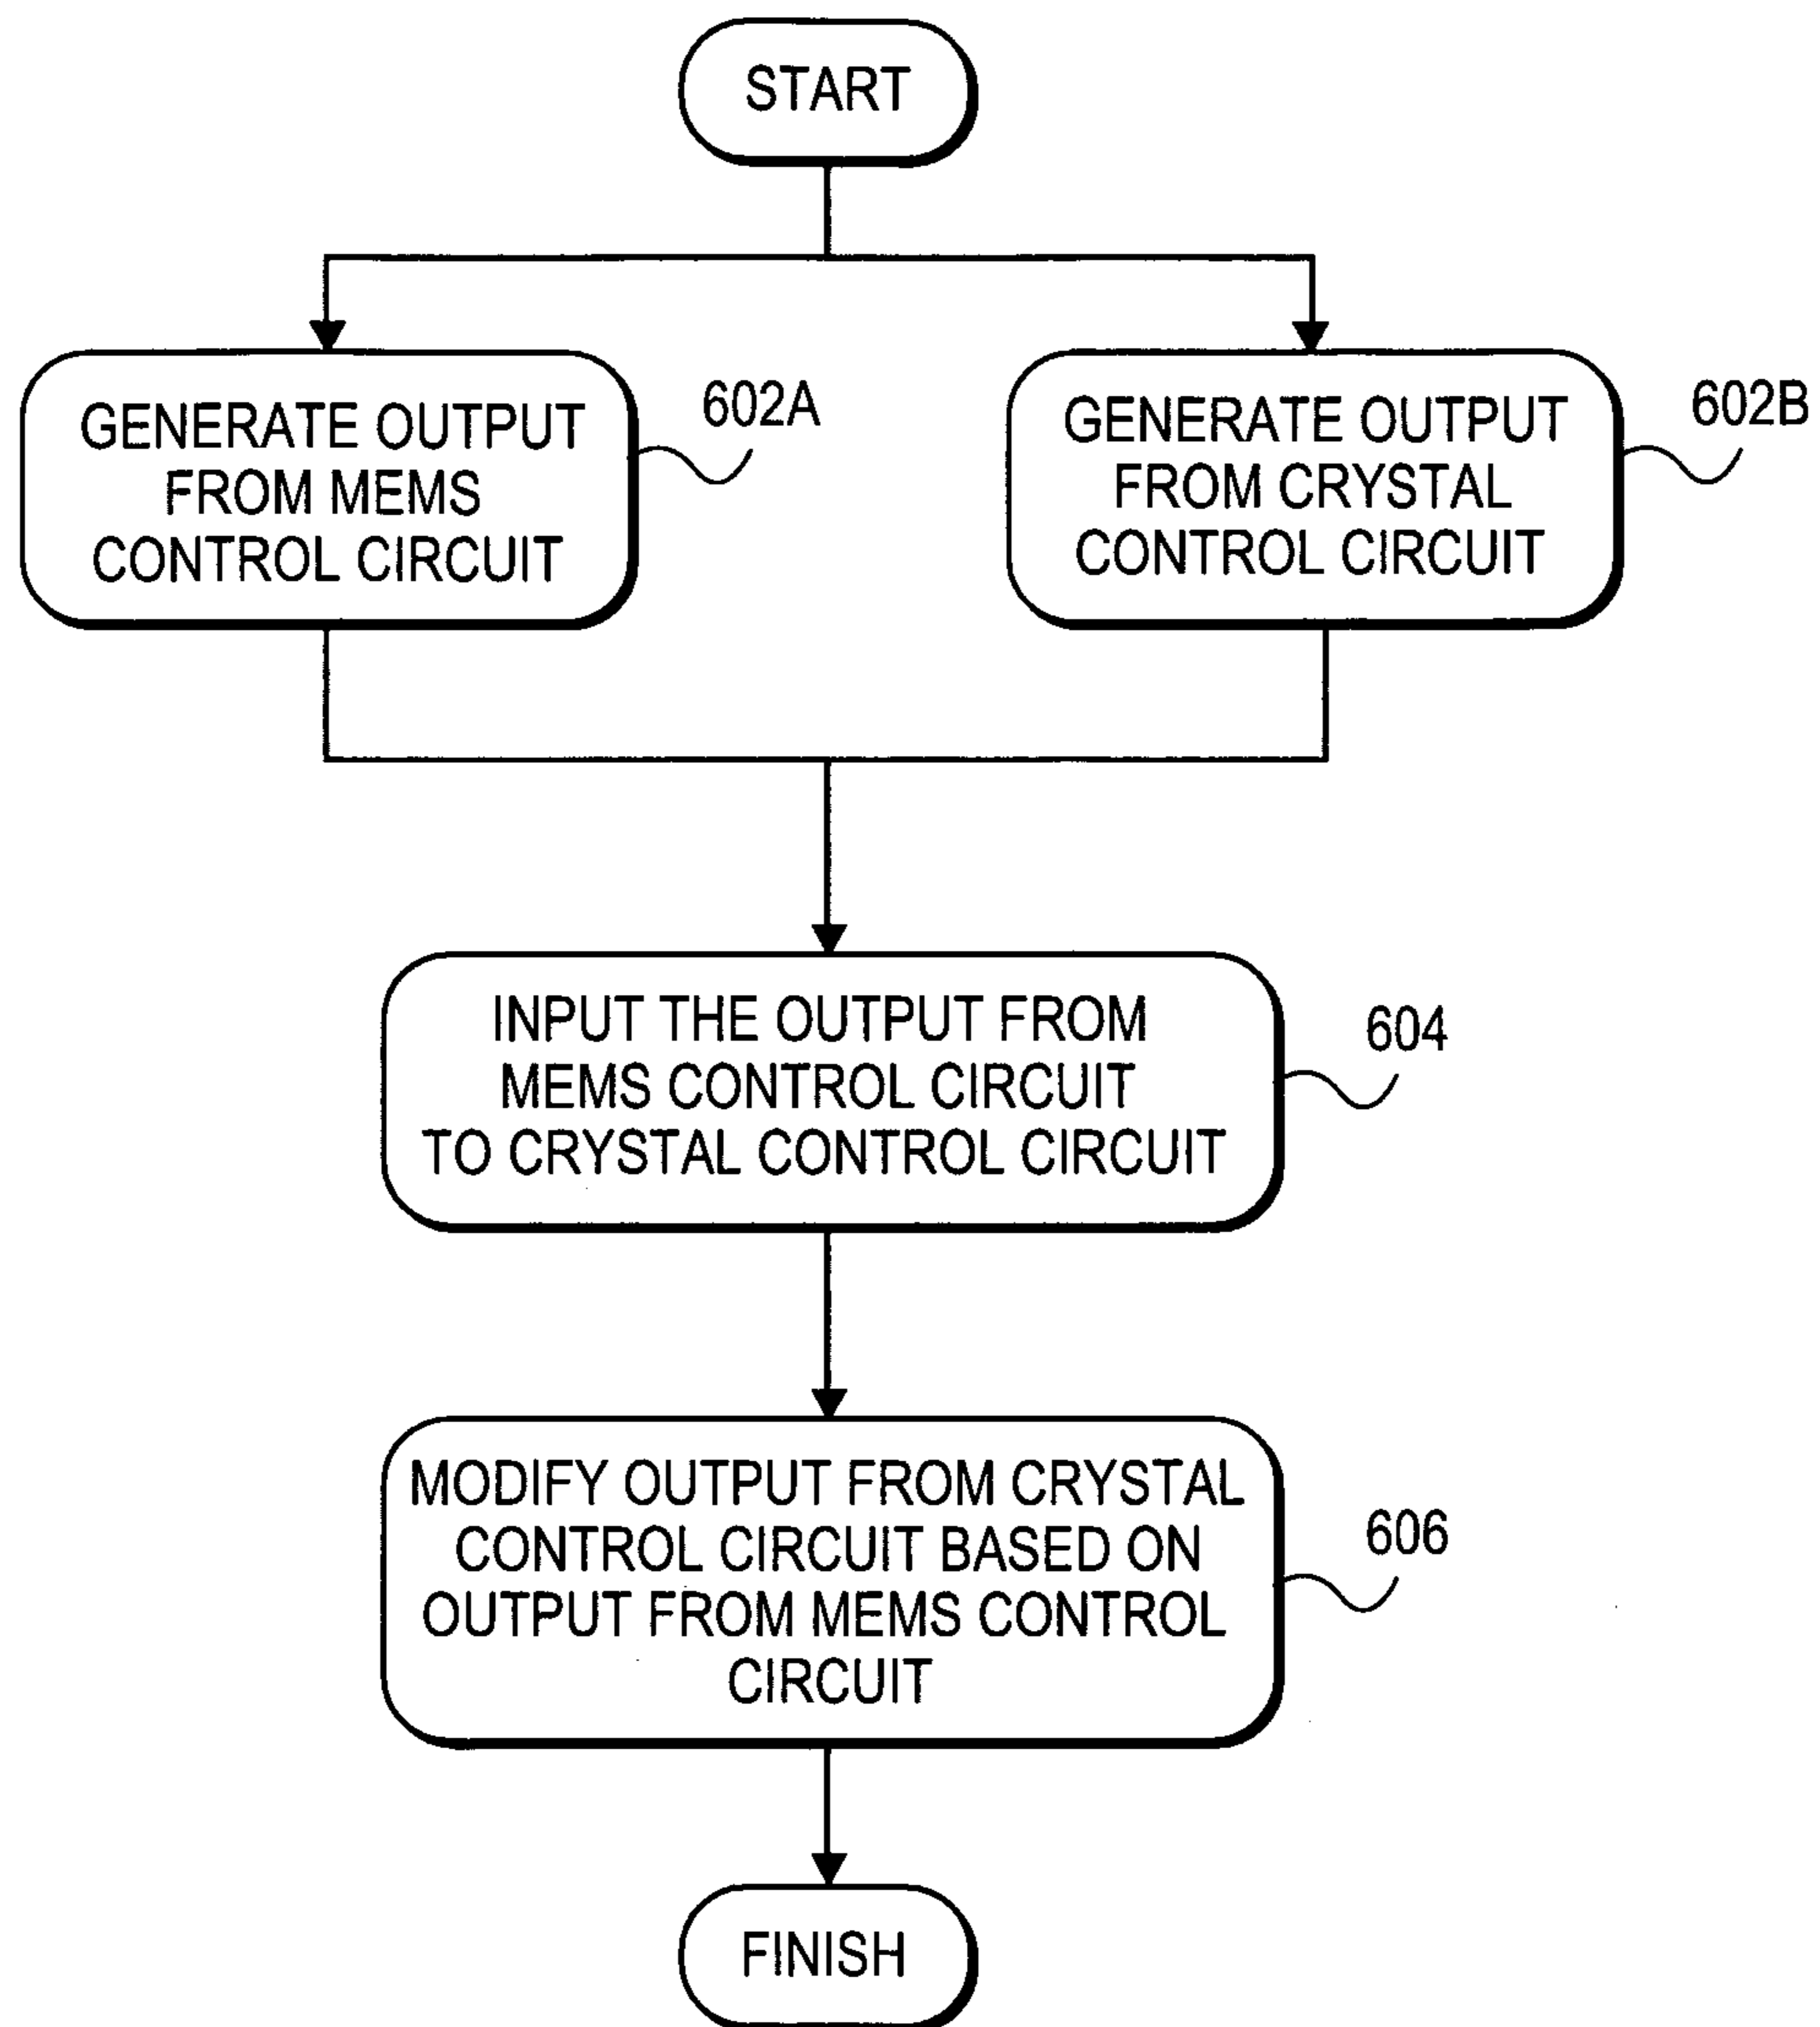 START
GENERATE OUTPUT
FROM MEMS
CONTROL CIRCUIT
602A
GENERATE OUTPUT
FROM CRYSTAL
CONTROL CIRCUIT
602B
INPUT THE OUTPUT FROM
MEMS CONTROL CIRCUIT
TO CRYSTAL CONTROL CIRCUIT
604
MODIFY OUTPUT FROM CRYSTAL
CONTROL CIRCUIT BASED ON
OUTPUT FROM MEMS CONTROL
CIRCUIT
606
FINISH